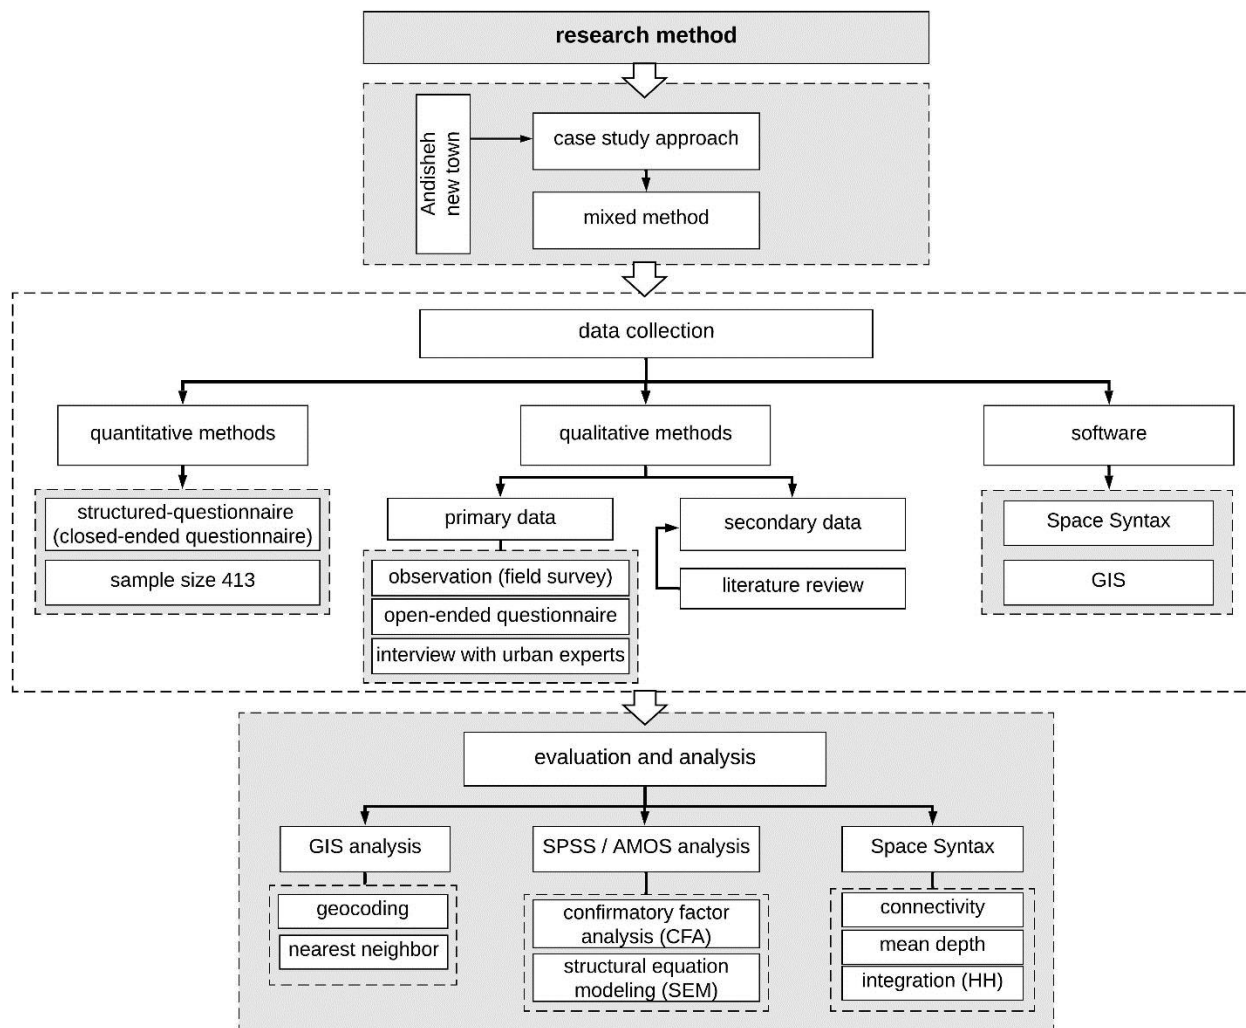 research method
Andisheh
new town
case study approach
mixed method
data collection
quantitative methods
qualitative methods
software
structured-questionnaire
(closed-ended questionnaire)
sample size 413
primary data
observation (field survey)
open-ended questionnaire
interview with urban experts
secondary data
literature review
Space Syntax
GIS
evaluation and analysis
GIS analysis
SPSS / AMOS analysis
Space Syntax
geocoding
nearest neighbor
confirmatory factor
analysis (CFA)
structural equation
modeling (SEM)
connectivity
mean depth
integration (HH)